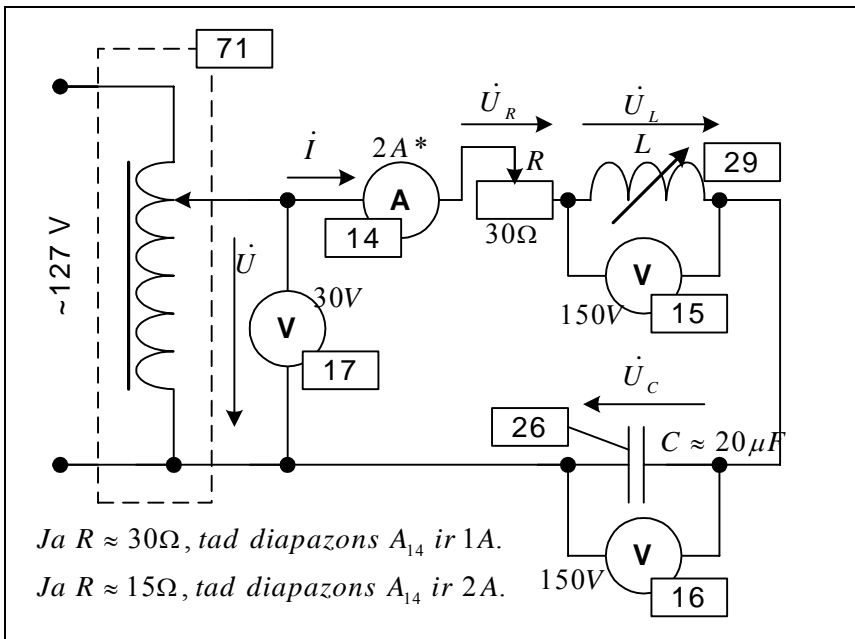 71
U̇_R
U̇_L
İ
2A*
R
L
29
A
14
30Ω
~127 V
U̇
30V
V
17
V
150V
15
U̇_C
26
C ≈ 20μF
V
150V
16
Ja R ≈ 30Ω, tad diapazons A₁₄ ir 1A.
Ja R ≈ 15Ω, tad diapazons A₁₄ ir 2A.